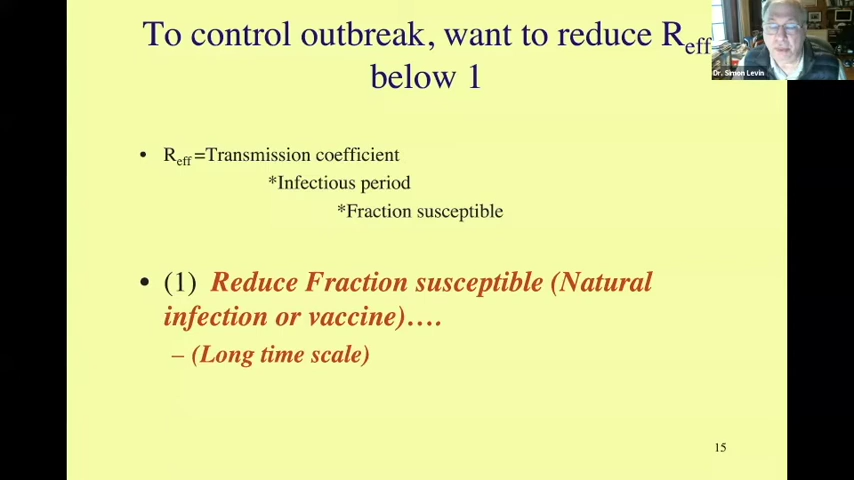 To control outbreak, want to reduce Reff
below 1
Dr. Simon Levin
• Reff =Transmission coefficient
*Infectious period
*Fraction susceptible
• (1) Reduce Fraction susceptible (Natural
infection or vaccine)….
– (Long time scale)
15